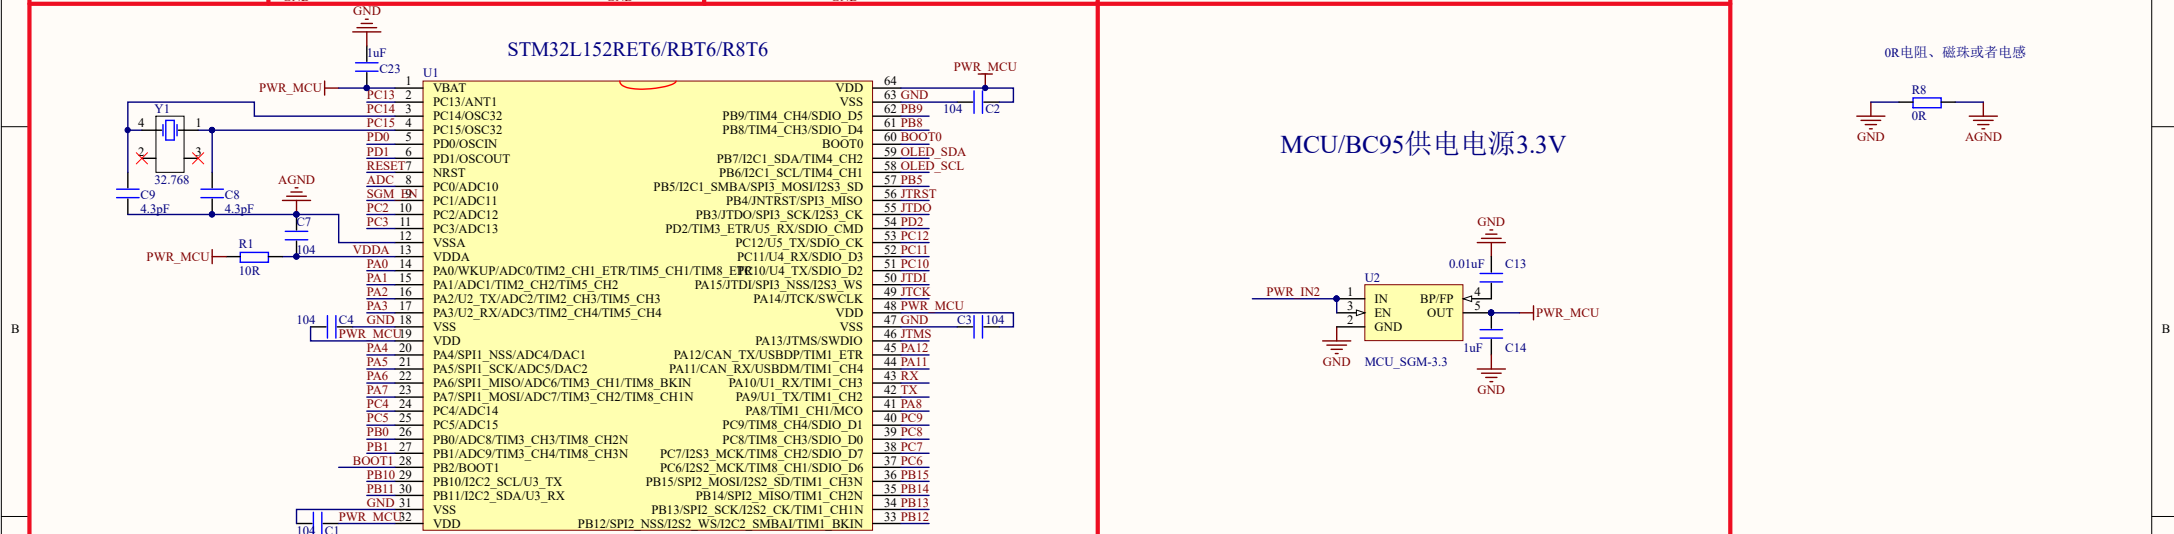 GND
GND
GND
GND
1uF
C23
STM32L152RET6/RBT6/R8T6
U1
PWR_MCU
1 VBAT
PC13 2 PC13/ANT1
PC14 3 PC14/OSC32
PC15 4 PC15/OSC32
PD0 5 PD0/OSCIN
PD1 6 PD1/OSCOUT
RESET 7 NRST
ADC 8 PC0/ADC10
SGM_EN 9 PC1/ADC11
PC2 10 PC2/ADC12
PC3 11 PC3/ADC13
12 VSSA
VDDA 13 VDDA
PA0 14 PA0/WKUP/ADC0/TIM2_CH1_ETR/TIM5_CH1/TIM8_ETR
PA1 15 PA1/ADC1/TIM2_CH2/TIM5_CH2
PA2 16 PA2/U2_TX/ADC2/TIM2_CH3/TIM5_CH3
PA3 17 PA3/U2_RX/ADC3/TIM2_CH4/TIM5_CH4
GND 18 VSS
PWR_MCU 19 VDD
PA4 20 PA4/SPI1_NSS/ADC4/DAC1
PA5 21 PA5/SPI1_SCK/ADC5/DAC2
PA6 22 PA6/SPI1_MISO/ADC6/TIM3_CH1/TIM8_BKIN
PA7 23 PA7/SPI1_MOSI/ADC7/TIM3_CH2/TIM8_CH1N
PC4 24 PC4/ADC14
PC5 25 PC5/ADC15
PB0 26 PB0/ADC8/TIM3_CH3/TIM8_CH2N
PB1 27 PB1/ADC9/TIM3_CH4/TIM8_CH3N
BOOT1 28 PB2/BOOT1
PB10 29 PB10/I2C2_SCL/U3_TX
PB11 30 PB11/I2C2_SDA/U3_RX
GND 31 VSS
PWR_MCU 32 VDD
VDD 64
VSS 63 GND
PB9/TIM4_CH4/SDIO_D5 62 PB9
PB8/TIM4_CH3/SDIO_D4 61 PB8
BOOT0 60 BOOT0
PB7/I2C1_SDA/TIM4_CH2 59 OLED_SDA
PB6/I2C1_SCL/TIM4_CH1 58 OLED_SCL
PB5/I2C1_SMBA/SPI3_MOSI/I2S3_SD 57 PB5
PB4/JNTRST/SPI3_MISO 56 JTRST
PB3/JTDO/SPI3_SCK/I2S3_CK 55 JTDO
PD2/TIM3_ETR/U5_RX/SDIO_CMD 54 PD2
PC12/U5_TX/SDIO_CK 53 PC12
PC11/U4_RX/SDIO_D3 52 PC11
PC10/U4_TX/SDIO_D2 51 PC10
PA15/JTDI/SPI3_NSS/I2S3_WS 50 JTDI
PA14/JTCK/SWCLK 49 JTCK
VDD 48 PWR_MCU
VSS 47 GND
PA13/JTMS/SWDIO 46 JTMS
PA12/CAN_TX/USBDP/TIM1_ETR 45 PA12
PA11/CAN_RX/USBDM/TIM1_CH4 44 PA11
PA10/U1_RX/TIM1_CH3 43 RX
PA9/U1_TX/TIM1_CH2 42 TX
PA8/TIM1_CH1/MCO 41 PA8
PC9/TIM8_CH4/SDIO_D1 40 PC9
PC8/TIM8_CH3/SDIO_D0 39 PC8
PC7/I2S3_MCK/TIM8_CH2/SDIO_D7 38 PC7
PC6/I2S2_MCK/TIM8_CH1/SDIO_D6 37 PC6
PB15/SPI2_MOSI/I2S2_SD/TIM1_CH3N 36 PB15
PB14/SPI2_MISO/TIM1_CH2N 35 PB14
PB13/SPI2_SCK/I2S2_CK/TIM1_CH1N 34 PB13
PB12/SPI2_NSS/I2S2_WS/I2C2_SMBAI/TIM1_BKIN 33 PB12
Y1
4 1
2 3
32.768
C9
4.3pF
C8
4.3pF
AGND
C7
104
PWR_MCU
R1
10R
104 C4
104 C1
PWR_MCU
104 C2
C3 104
B
MCU/BC95供电电源3.3V
GND
0.01uF C13
U2
PWR_IN2
1 IN BP/FP 4
3 EN OUT 5
2 GND
PWR_MCU
1uF C14
GND
MCU_SGM-3.3
GND
0R电阻、磁珠或者电感
R8
0R
GND
AGND
B